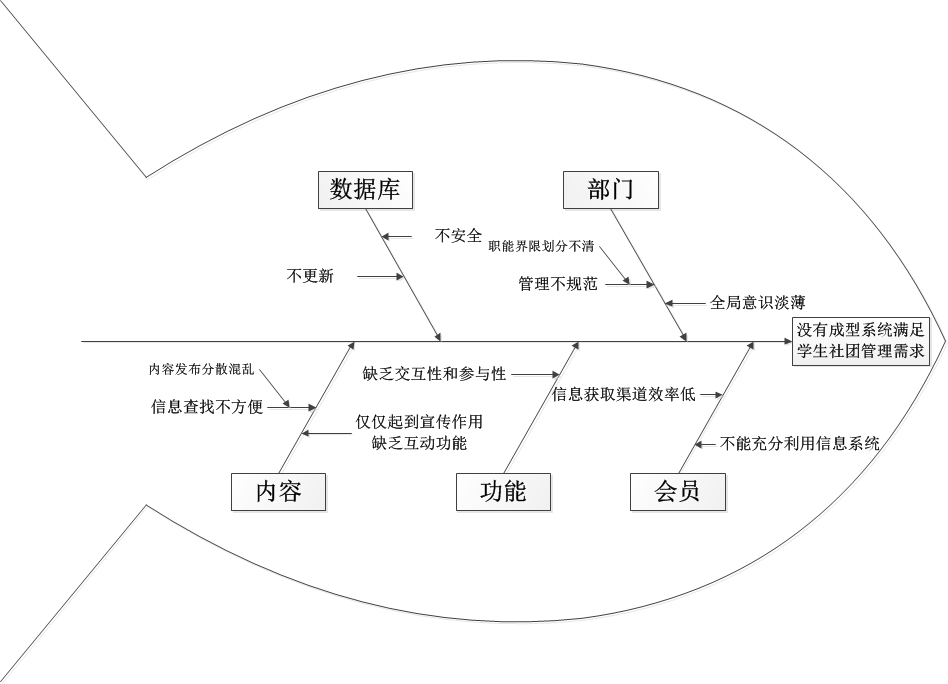 数据库
部门
不安全
职能界限划分不清
不更新
管理不规范
全局意识淡薄
没有成型系统满足
学生社团管理需求
内容发布分散混乱
缺乏交互性和参与性
信息获取渠道效率低
信息查找不方便
仅仅起到宣传作用
缺乏互动功能
不能充分利用信息系统
内容
功能
会员